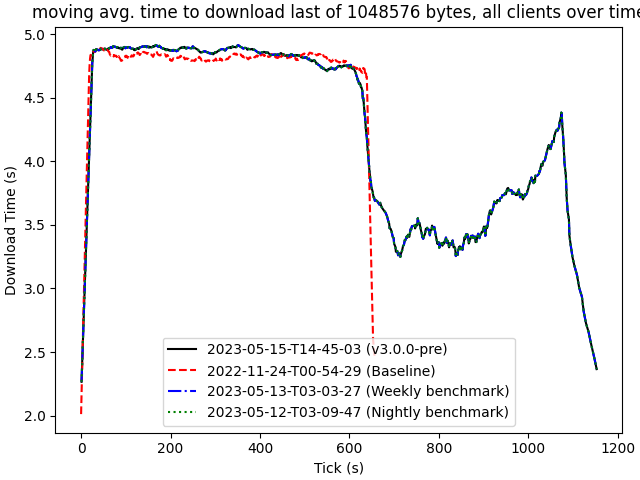 moving avg. time to download last of 1048576 bytes, all clients over time
5.0
4.5
4.0
3.5
3.0
2.5
2.0
Download Time (s)
2023-05-15-T14-45-03 (v3.0.0-pre)
2022-11-24-T00-54-29 (Baseline)
2023-05-13-T03-03-27 (Weekly benchmark)
2023-05-12-T03-09-47 (Nightly benchmark)
0 200 400 600 800 1000 1200
Tick (s)